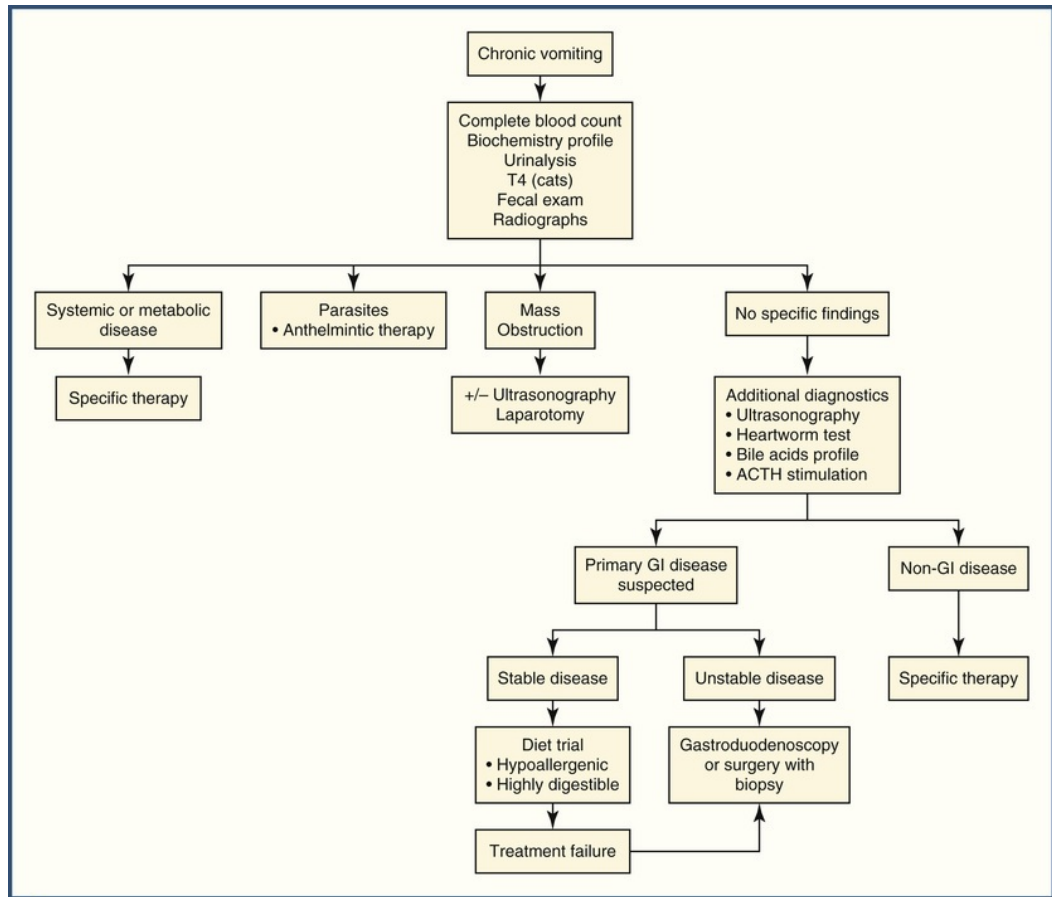 Chronic vomiting
Complete blood count
Biochemistry profile
Urinalysis
T4 (cats)
Fecal exam
Radiographs
Systemic or metabolic
disease
Specific therapy
Parasites
• Anthelmintic therapy
Mass
Obstruction
+/– Ultrasonography
Laparotomy
No specific findings
Additional diagnostics
• Ultrasonography
• Heartworm test
• Bile acids profile
• ACTH stimulation
Primary GI disease
suspected
Non-GI disease
Stable disease
Unstable disease
Specific therapy
Diet trial
• Hypoallergenic
• Highly digestible
Gastroduodenoscopy
or surgery with
biopsy
Treatment failure